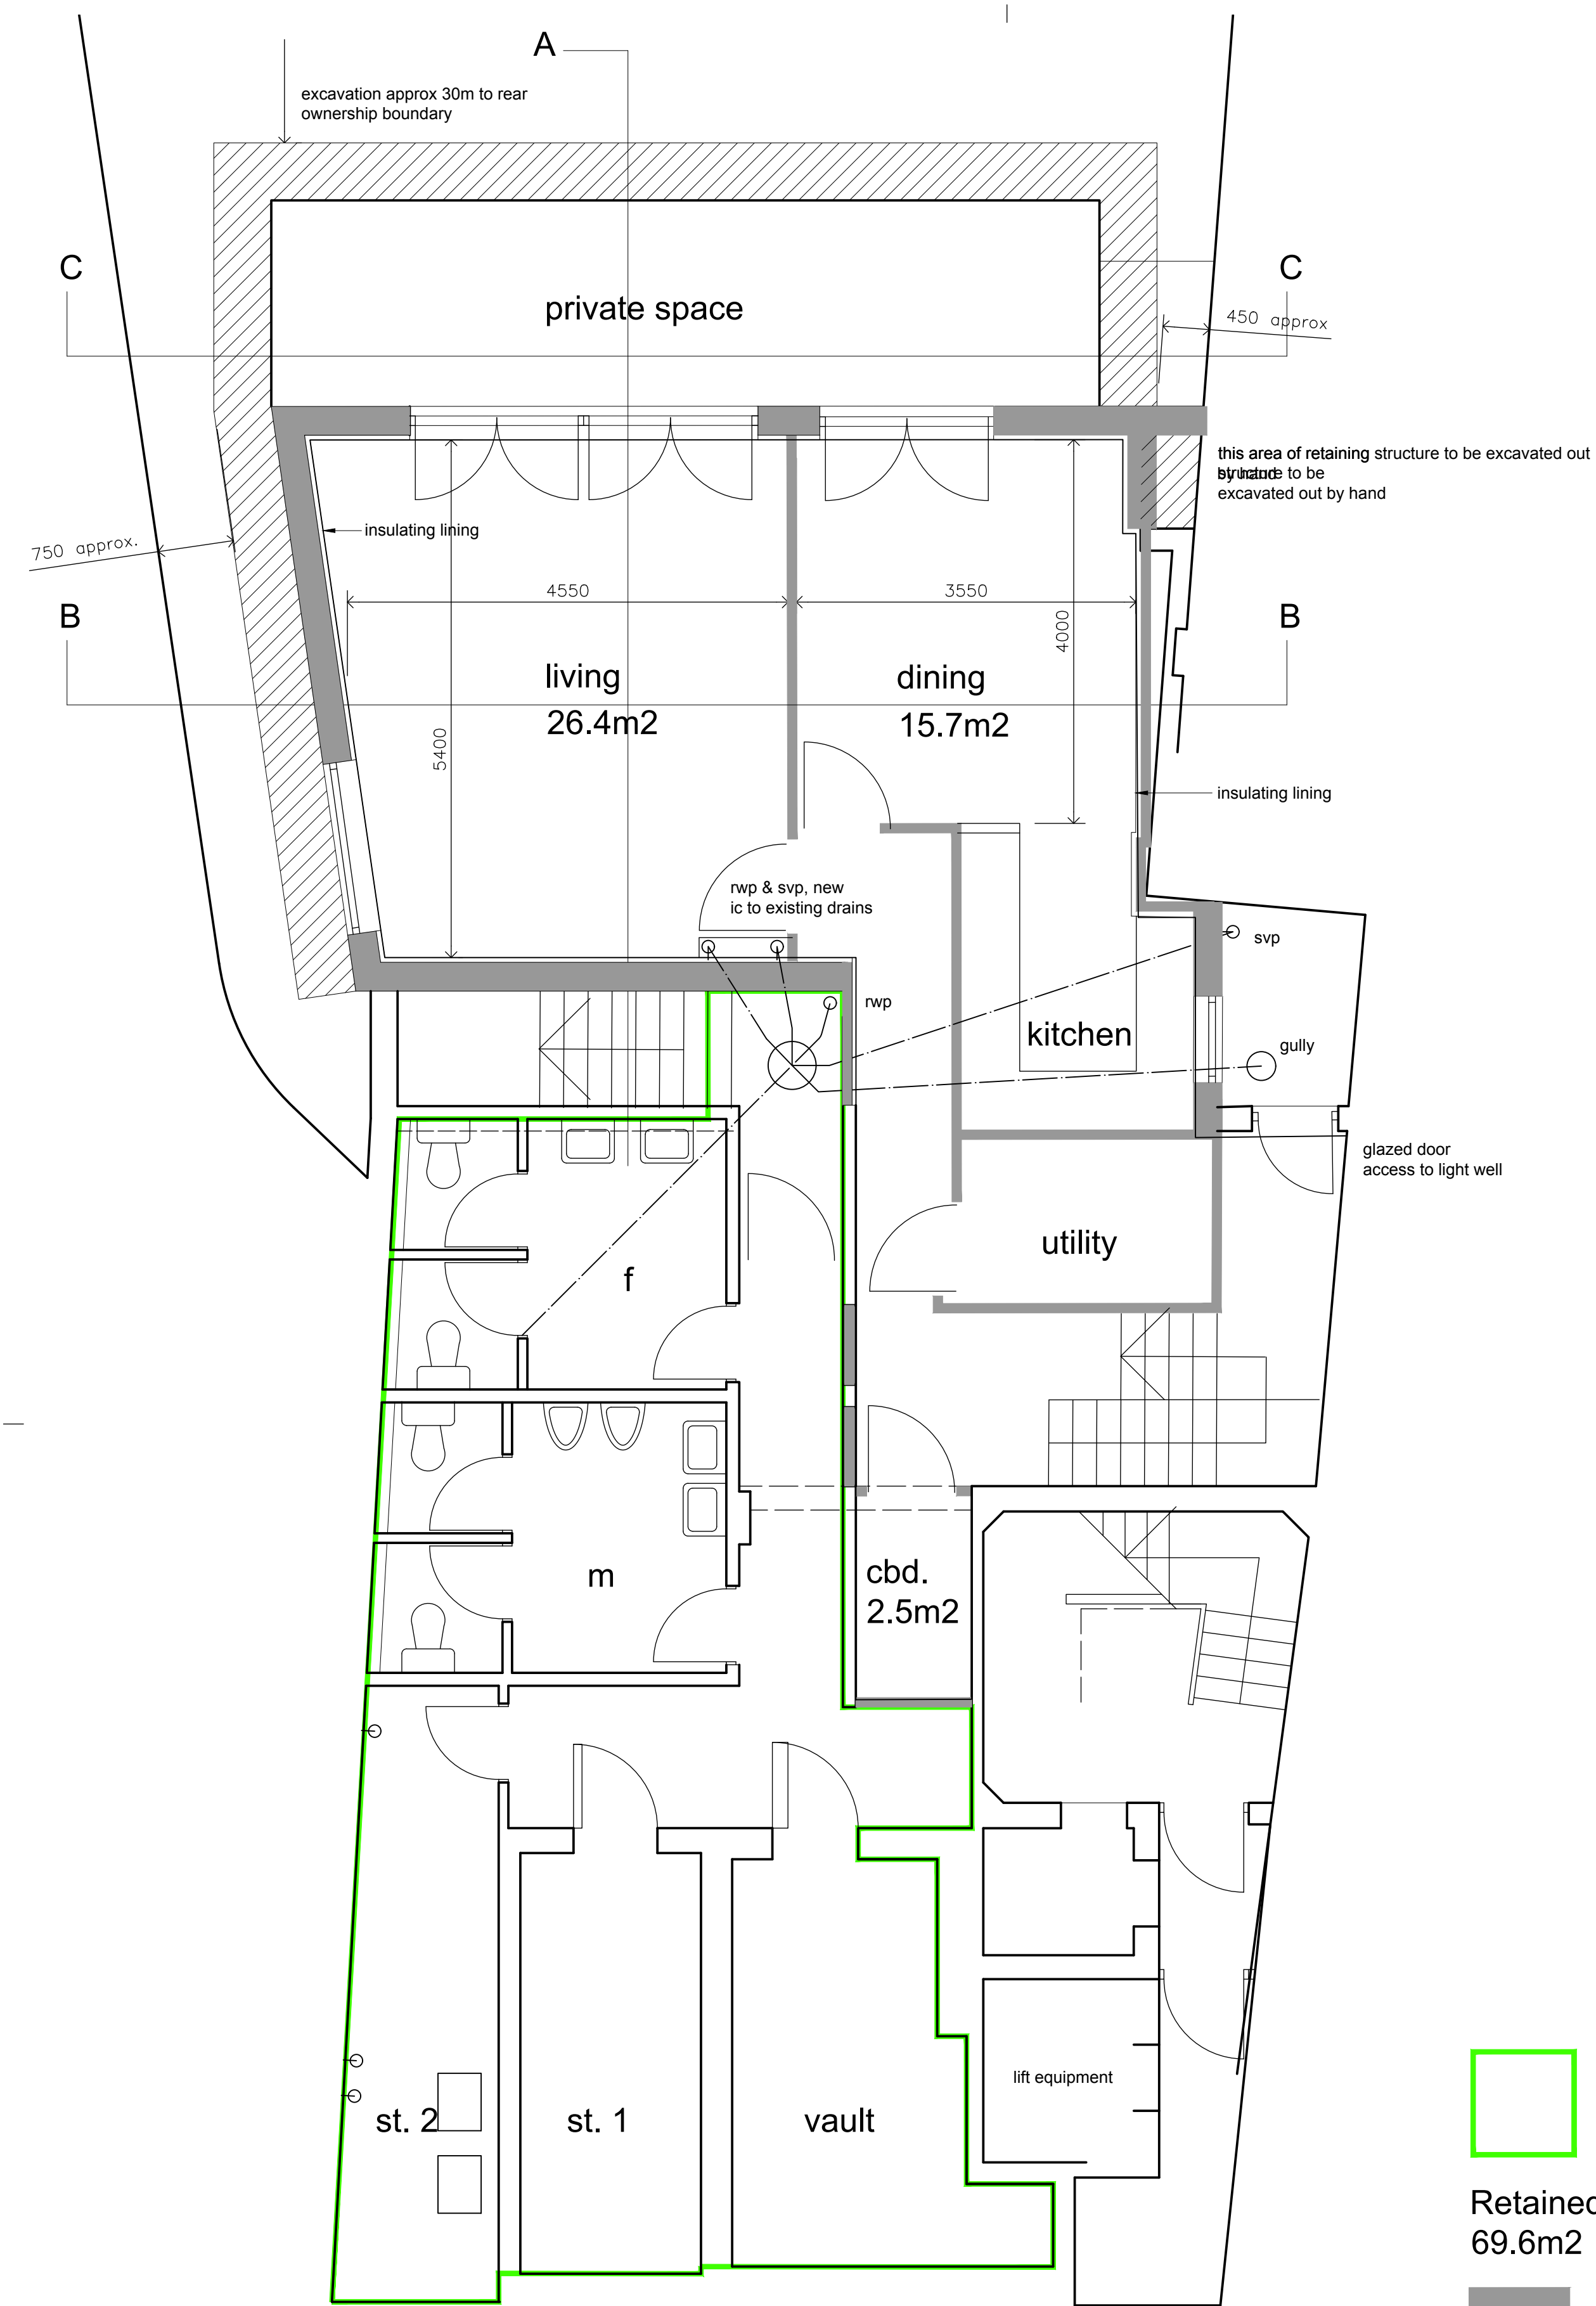 A
excavation approx 30m to rear
ownership boundary
C
C
private space
450 approx
this area of retaining structure to be excavated out
by hand
structure to be
excavated out by hand
insulating lining
750 approx.
4550
3550
4000
B
B
living
26.4m2
dining
15.7m2
5400
insulating lining
rwp & svp, new
ic to existing drains
svp
rwp
kitchen
gully
glazed door
access to light well
utility
f
m
cbd.
2.5m2
lift equipment
st. 2
st. 1
vault
Retained
69.6m2